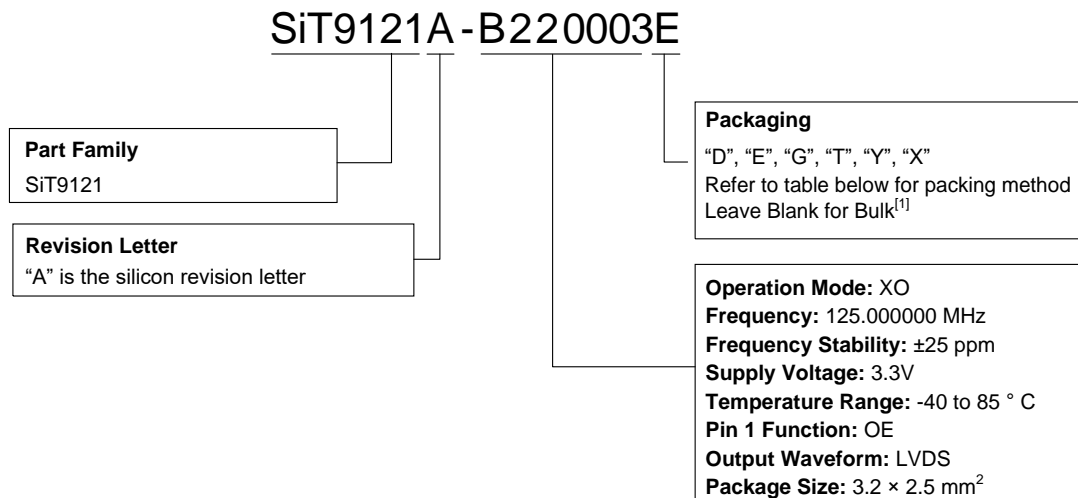 SiT9121A-B220003E
Part Family
SiT9121
Revision Letter
“A” is the silicon revision letter
Packaging
“D”, “E”, “G”, “T”, “Y”, “X”
Refer to table below for packing method
Leave Blank for Bulk[1]
Operation Mode: XO
Frequency: 125.000000 MHz
Frequency Stability: ±25 ppm
Supply Voltage: 3.3V
Temperature Range: -40 to 85 ° C
Pin 1 Function: OE
Output Waveform: LVDS
Package Size: 3.2 × 2.5 mm²